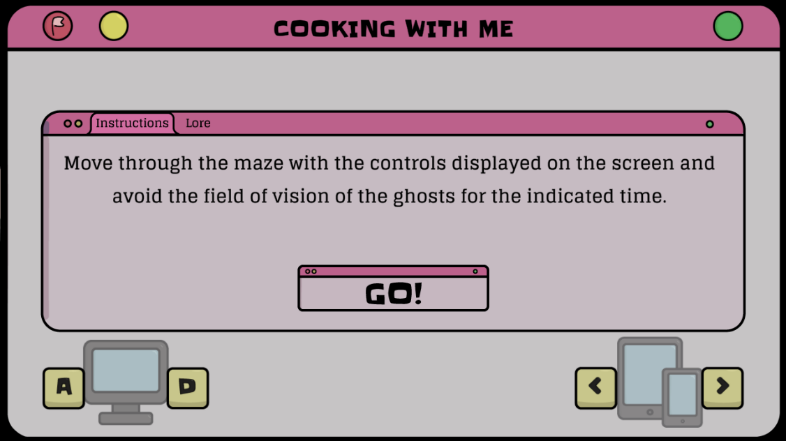 COOKING WITH ME
Instructions Lore
Move through the maze with the controls displayed on the screen and
avoid the field of vision of the ghosts for the indicated time.
GO!
A D < >